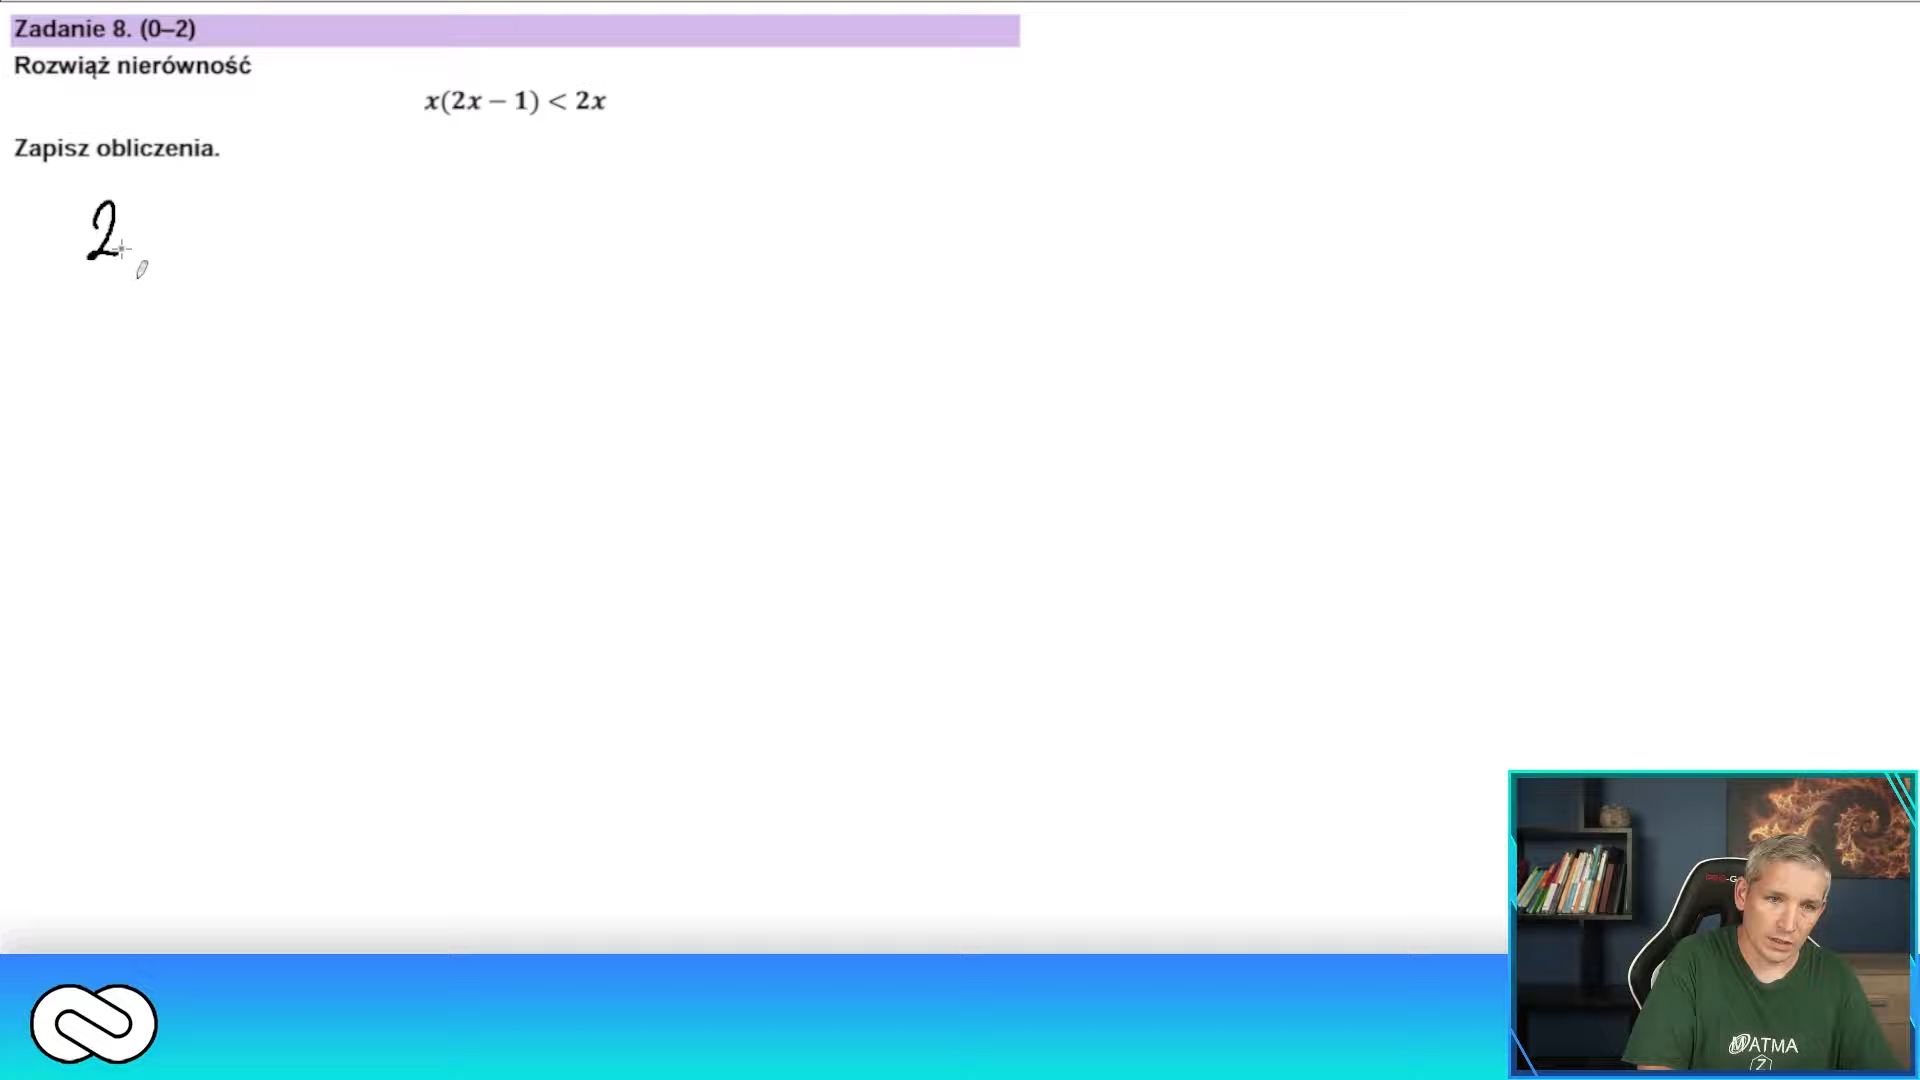 Zadanie 8. (0–2)
Rozwiąż nierówność
x(2x − 1) < 2x
Zapisz obliczenia.
2
MATMA
Z